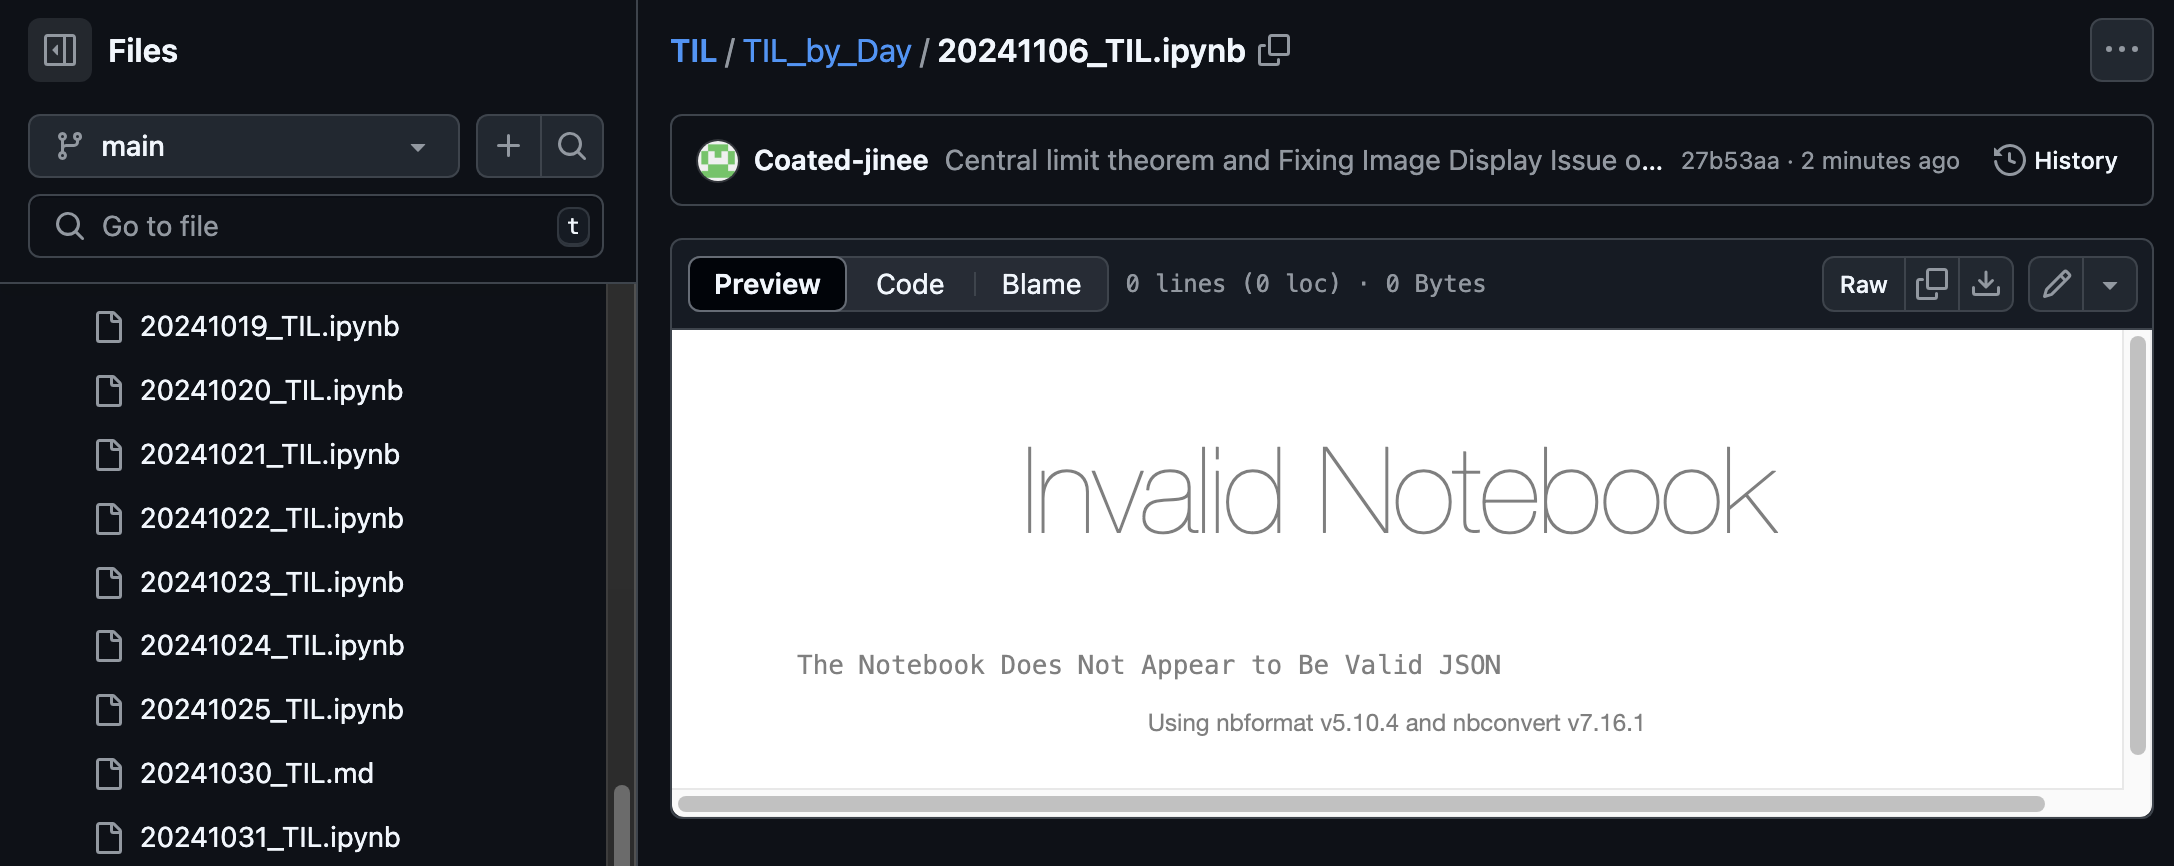 Files
main
Go to file
t
20241019_TIL.ipynb
20241020_TIL.ipynb
20241021_TIL.ipynb
20241022_TIL.ipynb
20241023_TIL.ipynb
20241024_TIL.ipynb
20241025_TIL.ipynb
20241030_TIL.md
20241031_TIL.ipynb
TIL / TIL_by_Day / 20241106_TIL.ipynb
Coated-jinee Central limit theorem and Fixing Image Display Issue o... 27b53aa · 2 minutes ago History
Preview Code Blame 0 lines (0 loc) · 0 Bytes Raw
Invalid Notebook
The Notebook Does Not Appear to Be Valid JSON
Using nbformat v5.10.4 and nbconvert v7.16.1